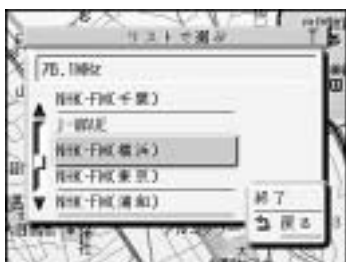 リストで選ぶ
76.1MHz
NHK-FM(千葉)
J-WAVE
NHK-FM(横浜)
NHK-FM(東京)
NHK-FM(浦和)
終了
戻る